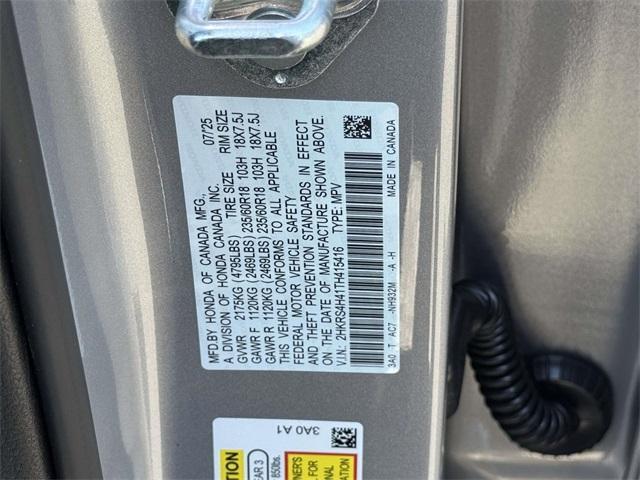 MFD.BY HONDA OF CANADA MFG., 07/25
A DIVISION OF HONDA CANADA INC.
TIRE SIZE RIM SIZE
GVWR 2175KG (4795LBS)
GAWR F 1120KG (2469LBS) 235/60R18 103H 18X7.5J
GAWR R 1120KG (2469LBS) 235/60R18 103H 18X7.5J
THIS VEHICLE CONFORMS TO ALL APPLICABLE
FEDERAL MOTOR VEHICLE SAFETY
AND THEFT PREVENTION STANDARDS IN EFFECT
ON THE DATE OF MANUFACTURE SHOWN ABOVE.
V.I.N. 2HKRS4H41TH415416 TYPE: MPV
3A0 T AC7 -NH932M -A -H MADE IN CANADA
3A0 A1